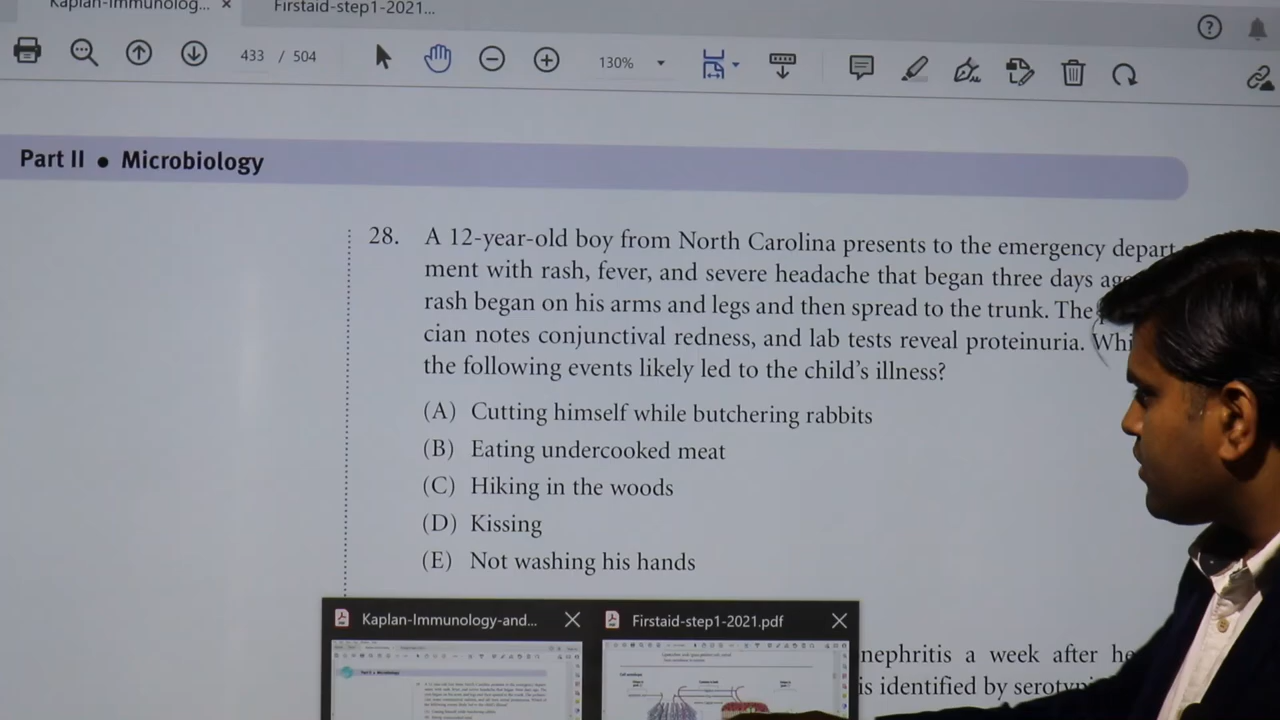 Kaplan-Immunolog... ×
Firstaid-step1-2021...
433 / 504
130%
Part II • Microbiology
28. A 12-year-old boy from North Carolina presents to the emergency depart
ment with rash, fever, and severe headache that began three days
rash began on his arms and legs and then spread to the trunk. The
cian notes conjunctival redness, and lab tests reveal proteinuria.
the following events likely led to the child's illness?
(A) Cutting himself while butchering rabbits
(B) Eating undercooked meat
(C) Hiking in the woods
(D) Kissing
(E) Not washing his hands
Kaplan-Immunology-and...
Firstaid-step1-2021.pdf
nephritis a week after
is identified by